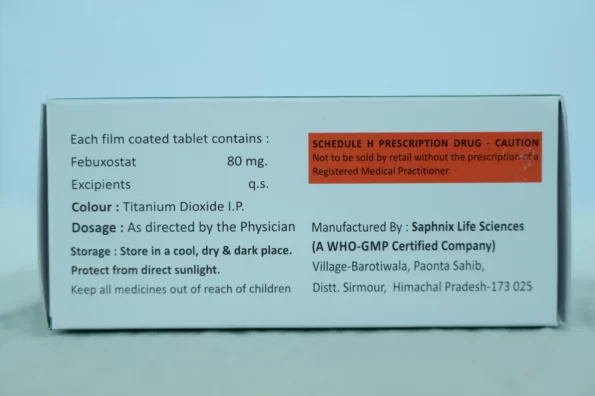 Each film coated tablet contains :
Febuxostat 80 mg.
Excipients q.s.
Colour : Titanium Dioxide I.P.
Dosage : As directed by the Physician
Storage : Store in a cool, dry & dark place.
Protect from direct sunlight.
Keep all medicines out of reach of children
SCHEDULE H PRESCRIPTION DRUG - CAUTION
Not to be sold by retail without the prescription of a
Registered Medical Practitioner.
Manufactured By : Saphnix Life Sciences
(A WHO-GMP Certified Company)
Village-Barotiwala, Paonta Sahib,
Distt. Sirmour, Himachal Pradesh-173 025